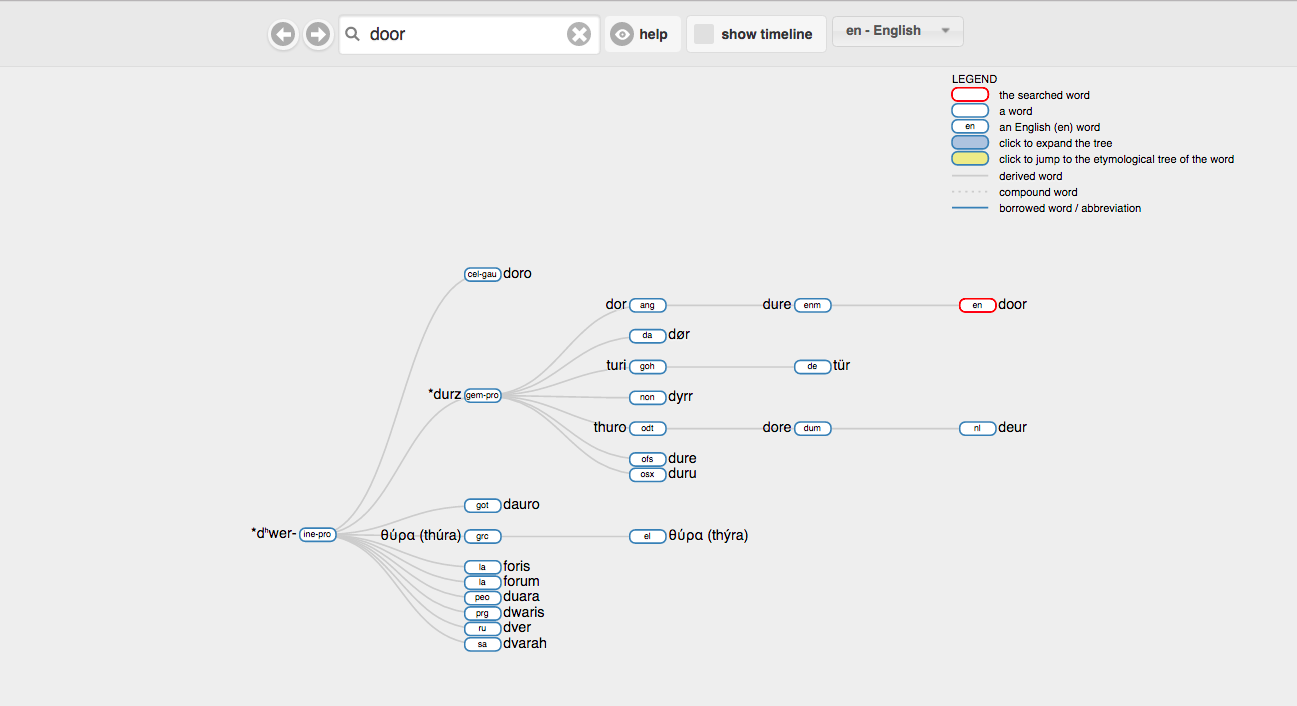 door
help
show timeline
en - English
LEGEND
the searched word
a word
en an English (en) word
click to expand the tree
click to jump to the etymological tree of the word
derived word
compound word
borrowed word / abbreviation
cel-gau doro
dor ang dure enm en door
da dør
turi goh de tür
*durz gem-pro non dyrr
thuro odt dore dum nl deur
ofs dure
osx duru
got dauro
*dʰwer- ine-pro θύρα (thúra) grc el θύρα (thýra)
la foris
la forum
peo duara
prg dwaris
ru dver
sa dvarah